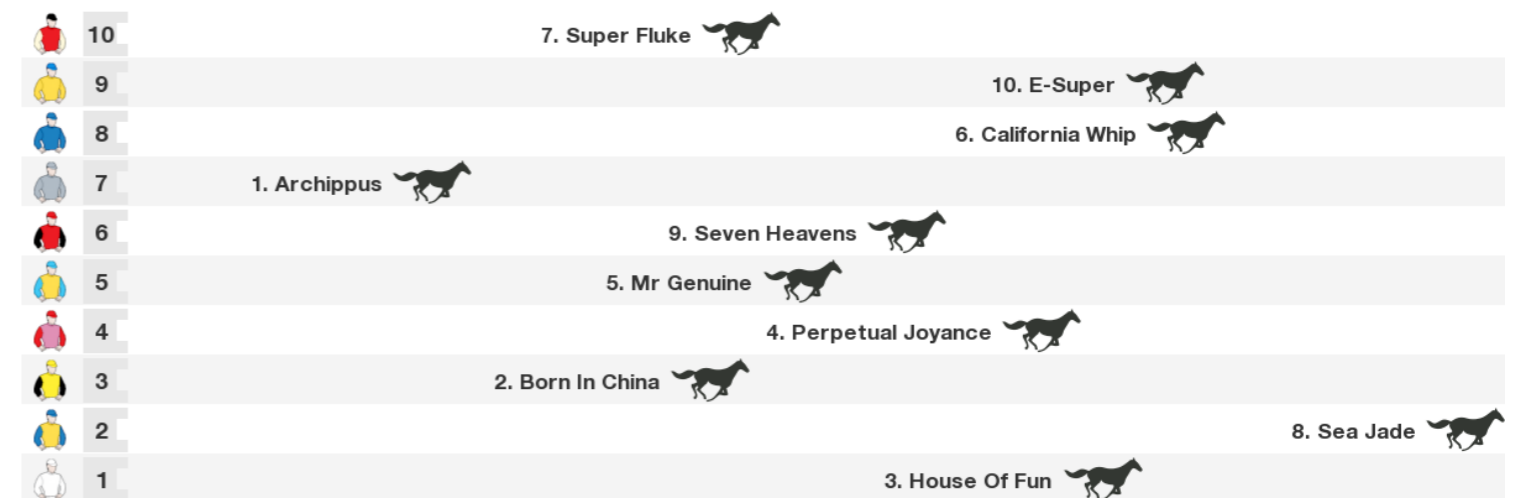 10 7. Super Fluke
9 10. E-Super
8 6. California Whip
7 1. Archippus
6 9. Seven Heavens
5 5. Mr Genuine
4 4. Perpetual Joyance
3 2. Born In China
2 8. Sea Jade
1 3. House Of Fun